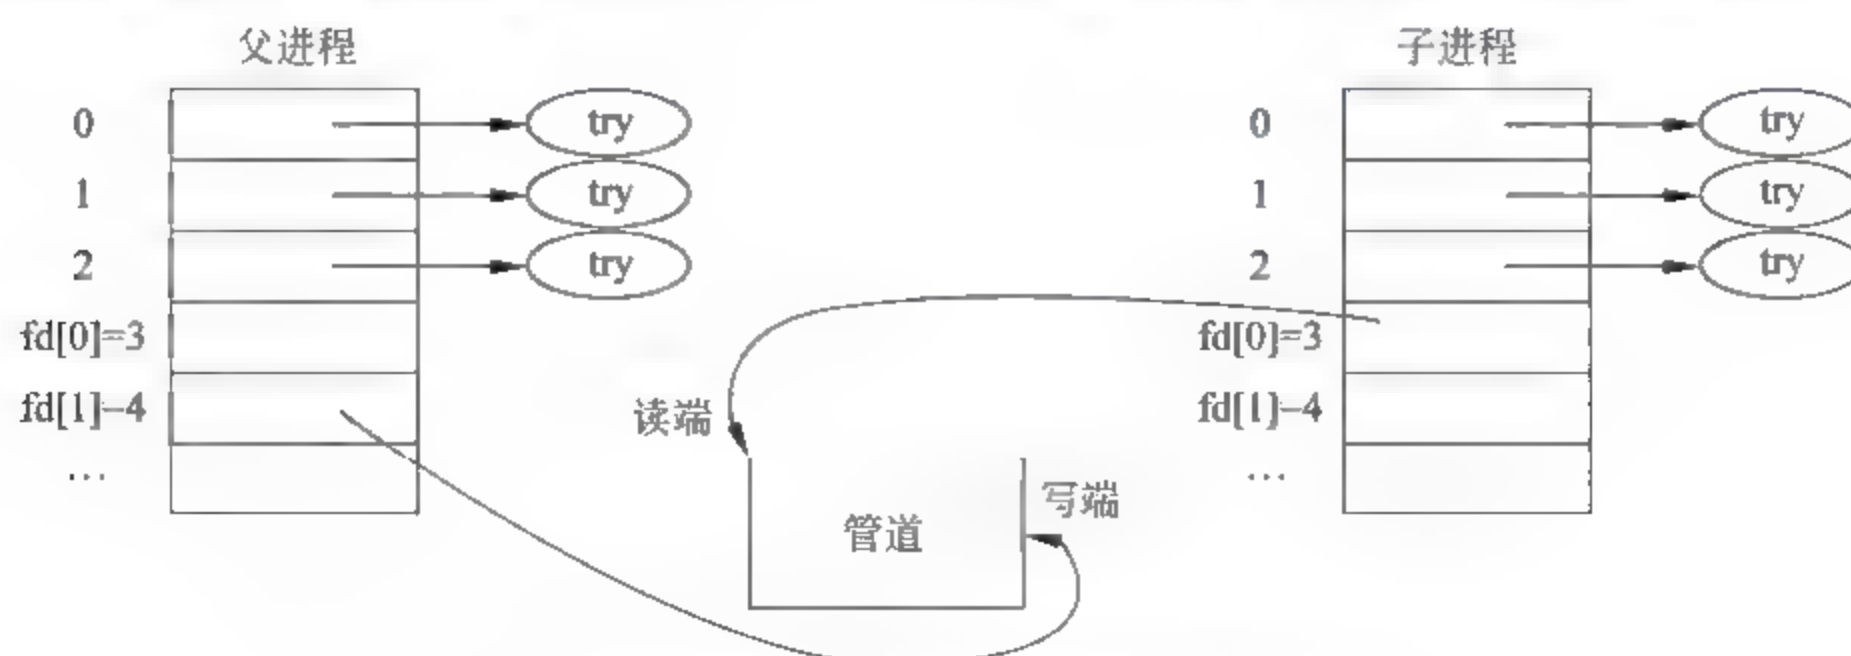 父进程 子进程
0 try 0 try
1 try 1 try
2 try 2 try
fd[0]=3 fd[0]=3
fd[1]=4 读端 fd[1]=4
… 写端 …
管道